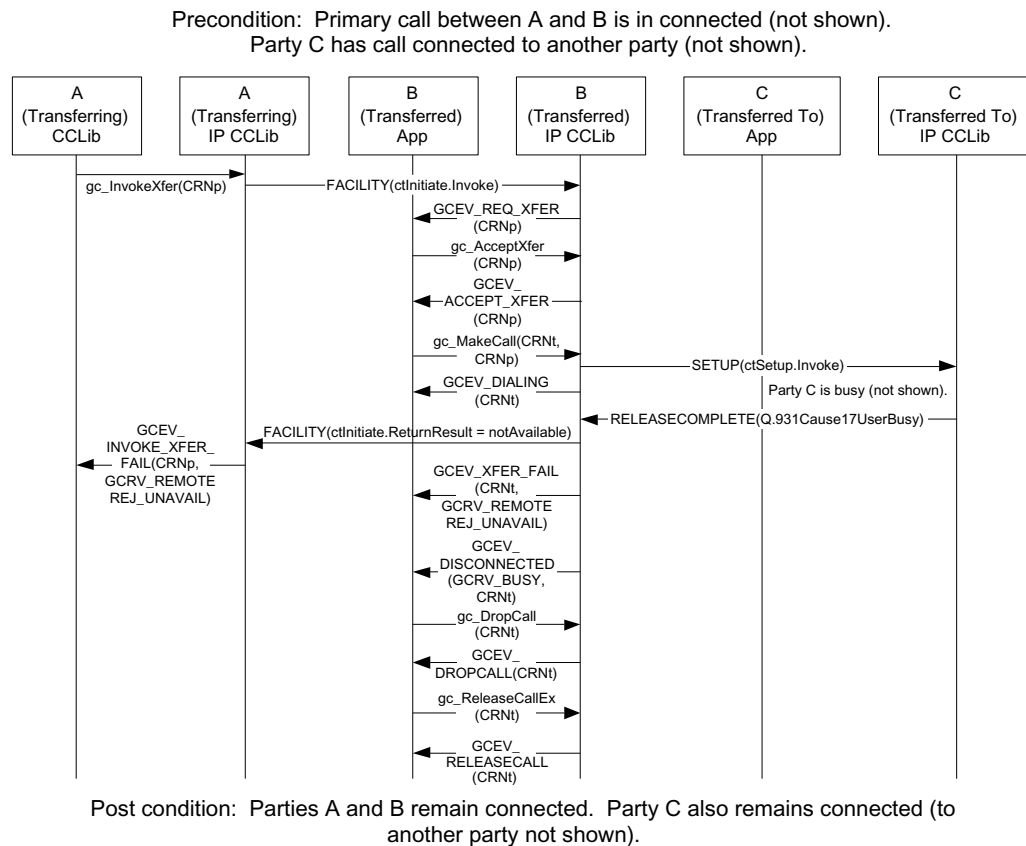 Precondition:  Primary call between A and B is in connected (not shown).
Party C has call connected to another party (not shown).
A
(Transferring)
CCLib
A
(Transferring)
IP CCLib
B
(Transferred)
App
B
(Transferred)
IP CCLib
C
(Transferred To)
App
C
(Transferred To)
IP CCLib
gc_InvokeXfer(CRNp)
FACILITY(ctInitiate.Invoke)
GCEV_REQ_XFER
(CRNp)
gc_AcceptXfer
(CRNp)
GCEV_
ACCEPT_XFER
(CRNp)
gc_MakeCall(CRNt,
CRNp)
SETUP(ctSetup.Invoke)
GCEV_DIALING
(CRNt)
Party C is busy (not shown).
RELEASECOMPLETE(Q.931Cause17UserBusy)
FACILITY(ctInitiate.ReturnResult = notAvailable)
GCEV_
INVOKE_XFER_
FAIL(CRNp,
GCRV_REMOTE
REJ_UNAVAIL)
GCEV_XFER_FAIL
(CRNt,
GCRV_REMOTE
REJ_UNAVAIL)
GCEV_
DISCONNECTED
(GCRV_BUSY,
CRNt)
gc_DropCall
(CRNt)
GCEV_
DROPCALL(CRNt)
gc_ReleaseCallEx
(CRNt)
GCEV_
RELEASECALL
(CRNt)
Post condition:  Parties A and B remain connected.  Party C also remains connected (to
another party not shown).